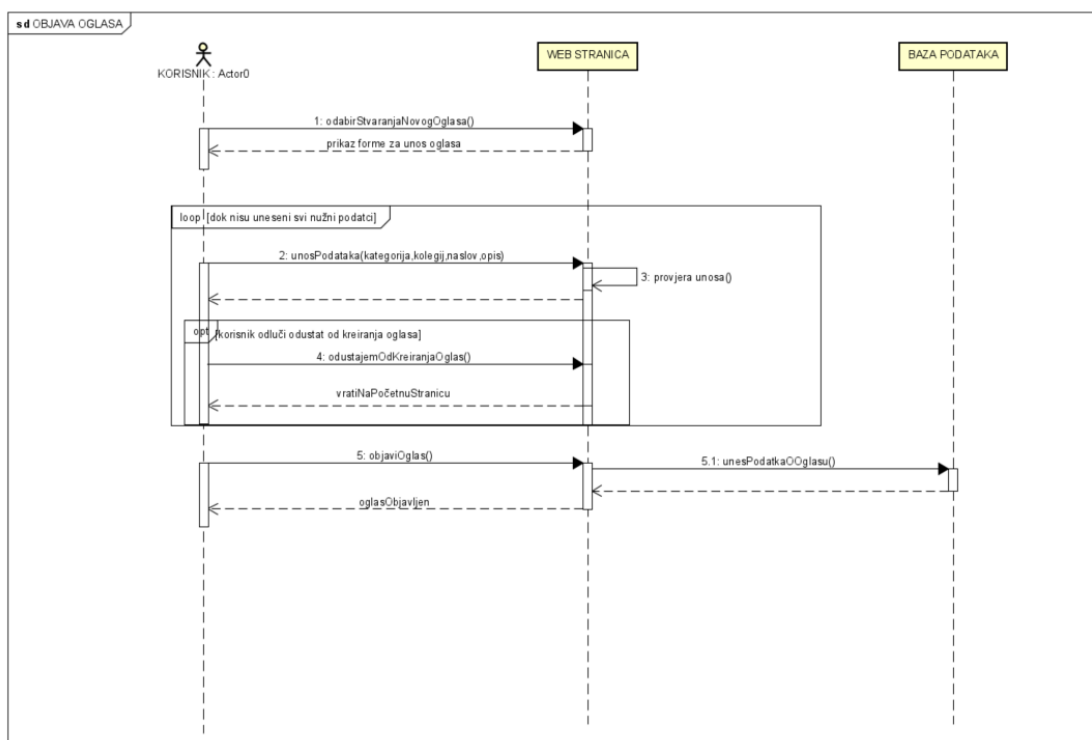 sd OBJAVA OGLASA
KORISNIK : Actor0
WEB STRANICA
BAZA PODATAKA
1: odabirStvaranjaNovogOglasa()
prikaz forme za unos oglasa
loop [dok nisu uneseni svi nužni podatci]
2: unosPodataka(kategorija,kolegij,naslov,opis)
3: provjera unosa()
opt [korisnik odluči odustat od kreiranja oglasa]
4: odustajemOdKreiranjaOglas()
vratiNaPočetnuStranicu
5: objaviOglas()
5.1: unesPodatkaOOglasu()
oglasObjavljen